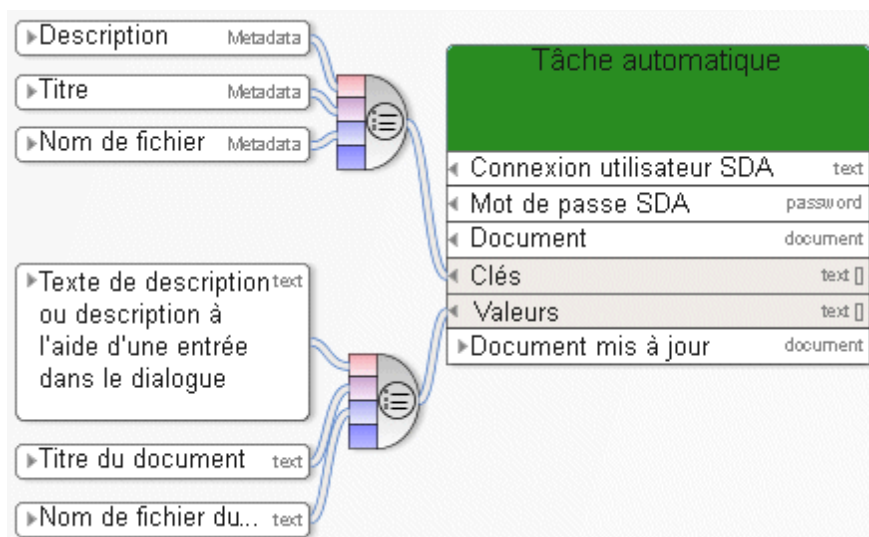 Description Metadata
Titre Metadata
Nom de fichier Metadata
Tâche automatique
Connexion utilisateur SDA text
Mot de passe SDA password
Document document
Clés text []
Valeurs text []
Document mis à jour document
Texte de description text
ou description à
l'aide d'une entrée
dans le dialogue
Titre du document text
Nom de fichier du... text